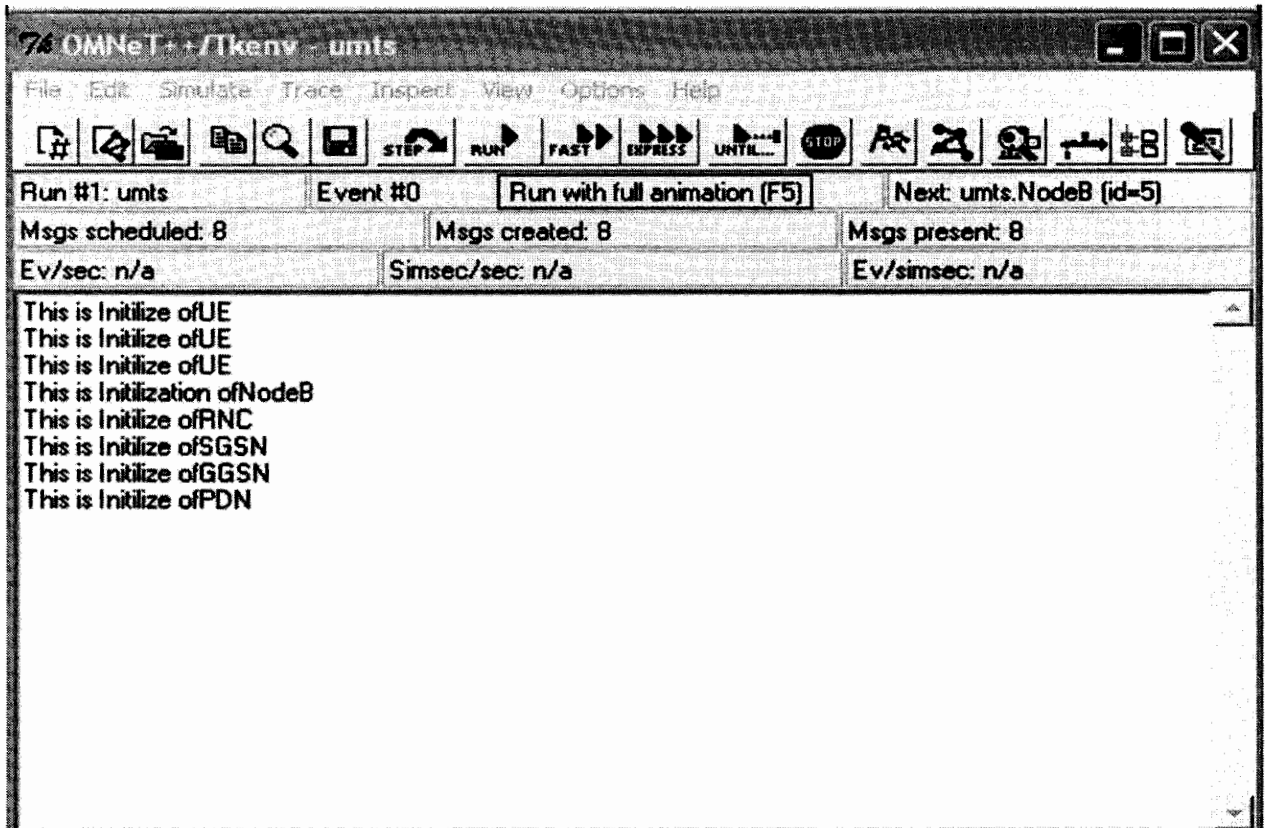 OMNeT++/Tkenv - umts
File Edit Simulate Trace Inspect View Options Help
STEP RUN FAST EXPRESS UNTIL... STOP
Run #1: umts Event #0 Run with full animation (F5) Next: umts.NodeB (id=5)
Msgs scheduled: 8 Msgs created: 8 Msgs present: 8
Ev/sec: n/a Simsec/sec: n/a Ev/simsec: n/a
This is Initilize ofUE
This is Initilize ofUE
This is Initilize ofUE
This is Initilization ofNodeB
This is Initilize ofRNC
This is Initilize ofSGSN
This is Initilize ofGGSN
This is Initilize ofPDN